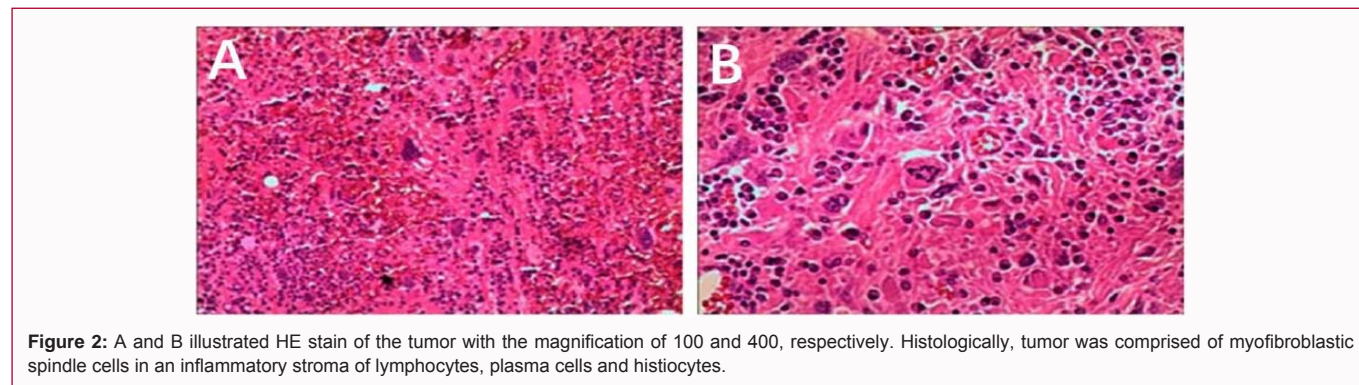 A
B
Figure 2: A and B illustrated HE stain of the tumor with the magnification of 100 and 400, respectively. Histologically, tumor was comprised of myofibroblastic
spindle cells in an inflammatory stroma of lymphocytes, plasma cells and histiocytes.